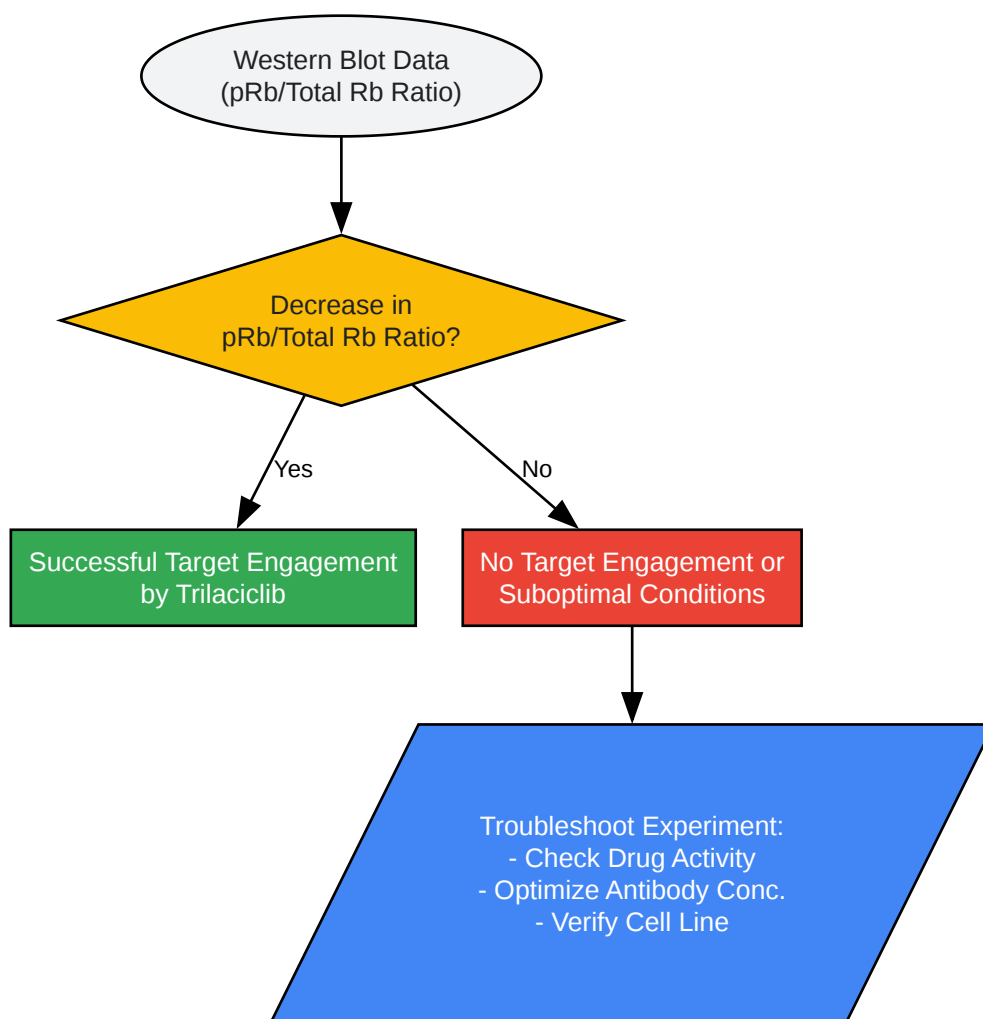 Western Blot Data
(pRb/Total Rb Ratio)
Decrease in
pRb/Total Rb Ratio?
Yes
No
Successful Target Engagement
by Trilaciclib
No Target Engagement or
Suboptimal Conditions
Troubleshoot Experiment:
- Check Drug Activity
- Optimize Antibody Conc.
- Verify Cell Line